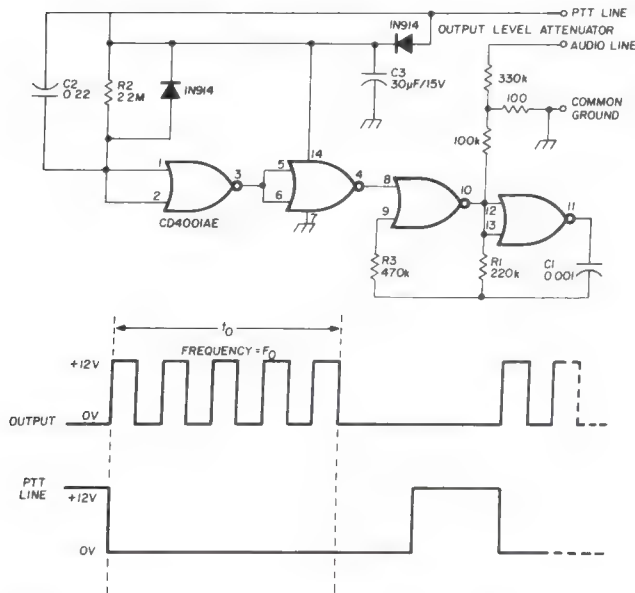 PTT LINE
OUTPUT LEVEL ATTENUATOR
AUDIO LINE
1N914
C2
0.22
R2
2.2M
1N914
C3
30µF/15V
330k
100
COMMON
GROUND
100k
14
1
2
3
CD4001AE
5
6
4
7
8
9
10
12
13
11
R3
470k
R1
220k
C1
0.001
t0
FREQUENCY = F0
+12V
OUTPUT
0V
PTT
LINE
+12V
0V